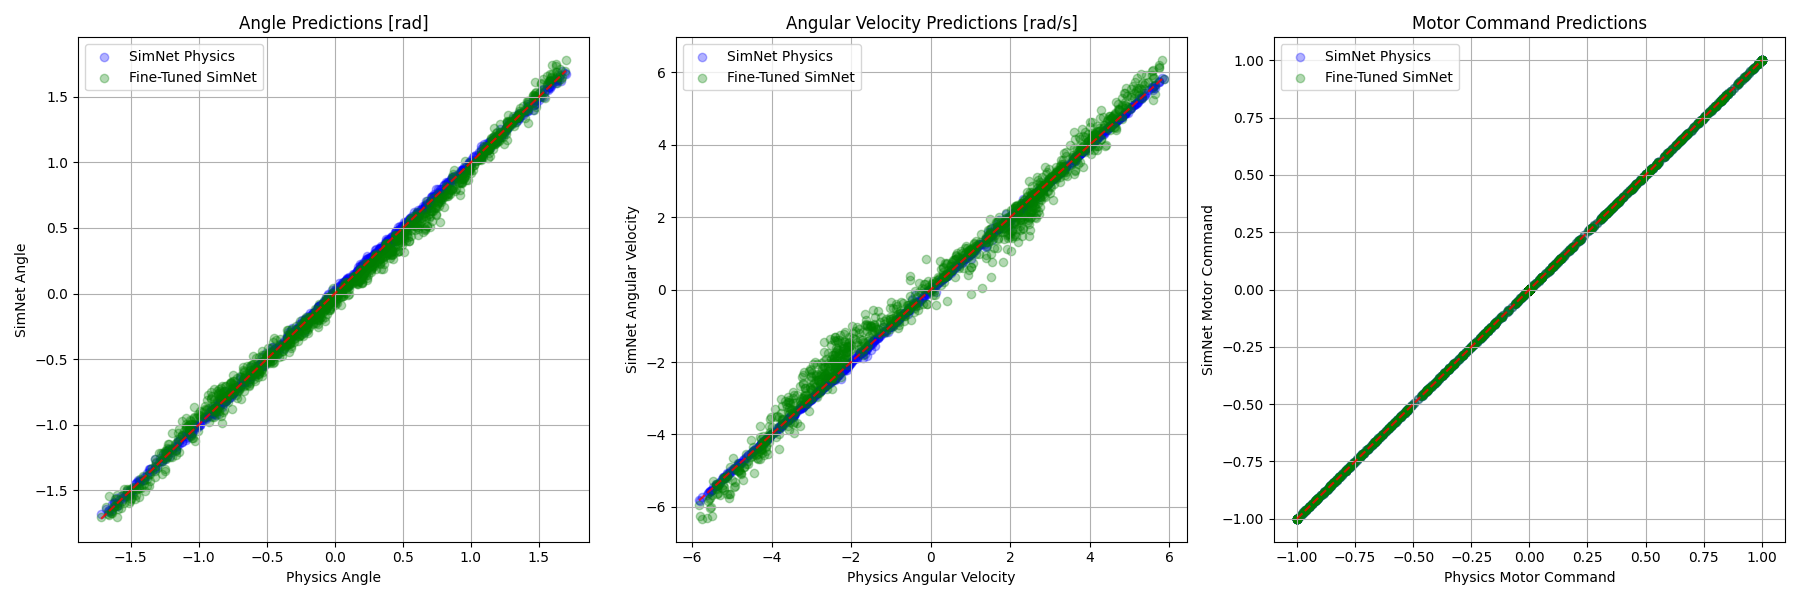 Angle Predictions [rad]
SimNet Physics
Fine-Tuned SimNet
1.5
1.0
0.5
0.0
−0.5
−1.0
−1.5
SimNet Angle
−1.5 −1.0 −0.5 0.0 0.5 1.0 1.5
Physics Angle
Angular Velocity Predictions [rad/s]
SimNet Physics
Fine-Tuned SimNet
6
4
2
0
−2
−4
−6
SimNet Angular Velocity
−6 −4 −2 0 2 4 6
Physics Angular Velocity
Motor Command Predictions
SimNet Physics
Fine-Tuned SimNet
1.00
0.75
0.50
0.25
0.00
−0.25
−0.50
−0.75
−1.00
SimNet Motor Command
−1.00 −0.75 −0.50 −0.25 0.00 0.25 0.50 0.75 1.00
Physics Motor Command